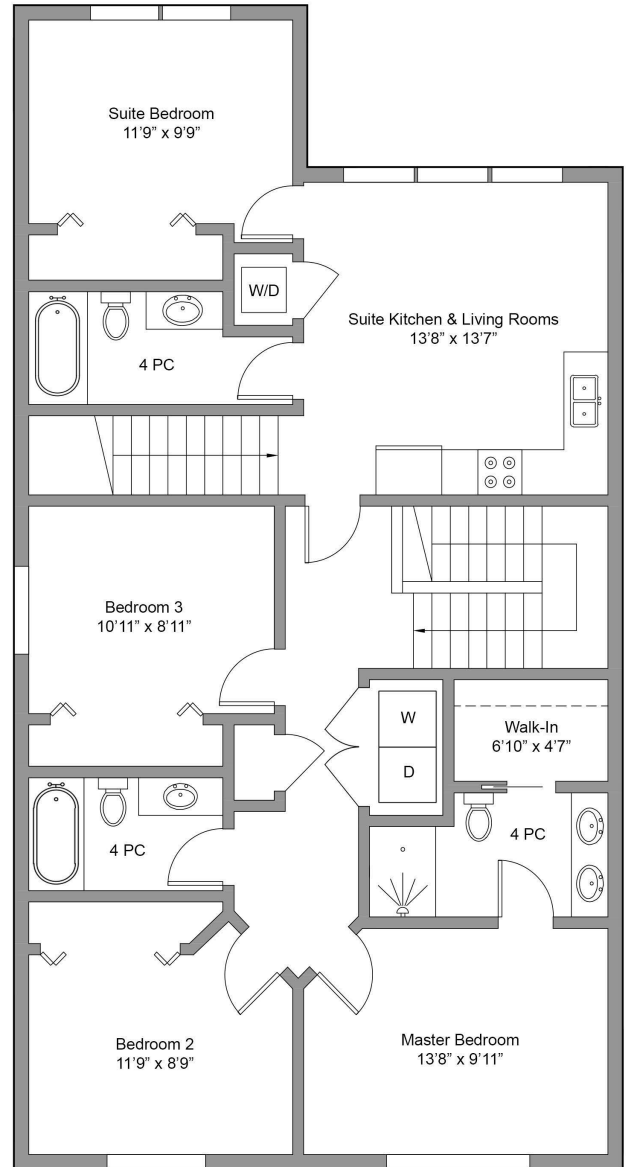 Suite Bedroom
11’9” x 9’9”
W/D
Suite Kitchen & Living Rooms
13’8” x 13’7”
4 PC
Bedroom 3
10’11” x 8’11”
W
D
Walk-In
6’10” x 4’7”
4 PC
4 PC
Bedroom 2
11’9” x 8’9”
Master Bedroom
13’8” x 9’11”